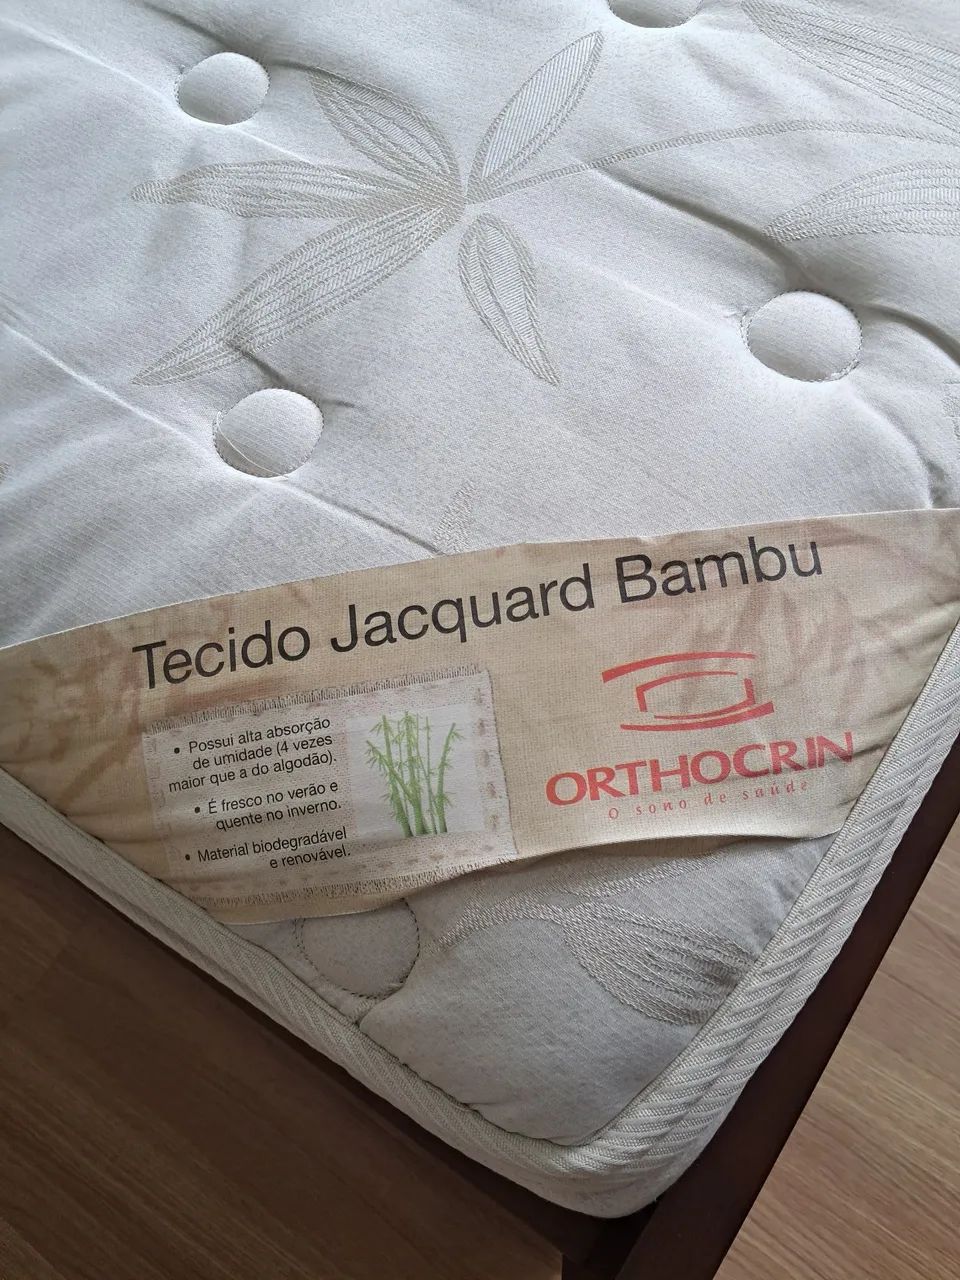 Tecido Jacquard Bambu
• Possui alta absorção
de umidade (4 vezes
maior que a do algodão).
• É fresco no verão e
quente no inverno.
• Material biodegradável
e renovável.
ORTHOCRIN
O sono de saúde